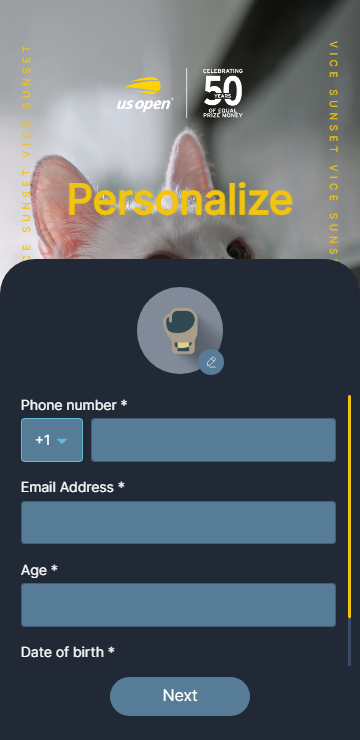 VICE SUNSET VICE SUNSET
CE SUNSET VICE SUNSET
us open
CELEBRATING
50
YEARS
OF EQUAL
PRIZE MONEY
Personalize
Phone number *
+1
Email Address *
Age *
Date of birth *
Next